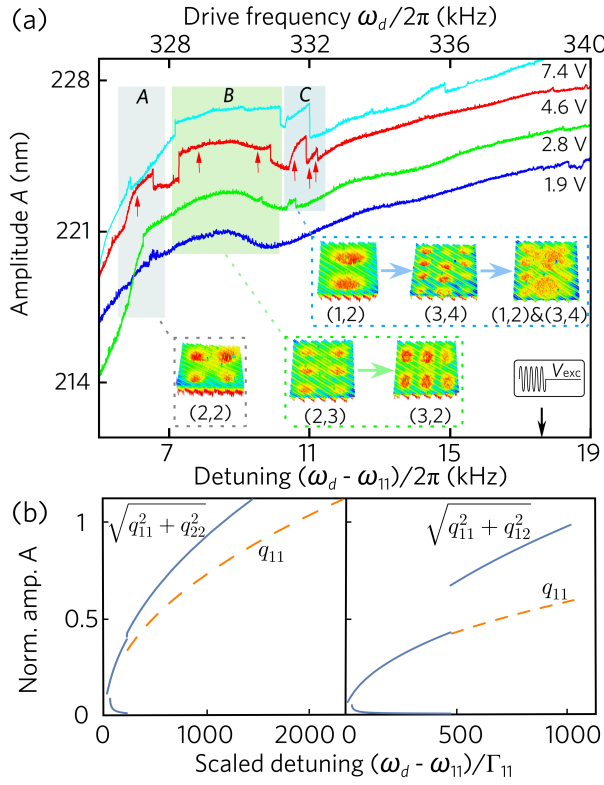 (a)
Drive frequency ω_d/2π (kHz)
328 332 336 340
228
221
214
Amplitude A (nm)
A B C
7.4 V
4.6 V
2.8 V
1.9 V
(1,2) (3,4) (1,2)&(3,4)
(2,2) (2,3) (3,2)
V_exc
7 11 15 19
Detuning (ω_d - ω_11)/2π (kHz)
(b)
√(q_11^2 + q_22^2)
q_11
√(q_11^2 + q_12^2)
q_11
1
0.5
0
Norm. amp. A
0 1000 2000 0 500 1000
Scaled detuning (ω_d - ω_11)/Γ_11